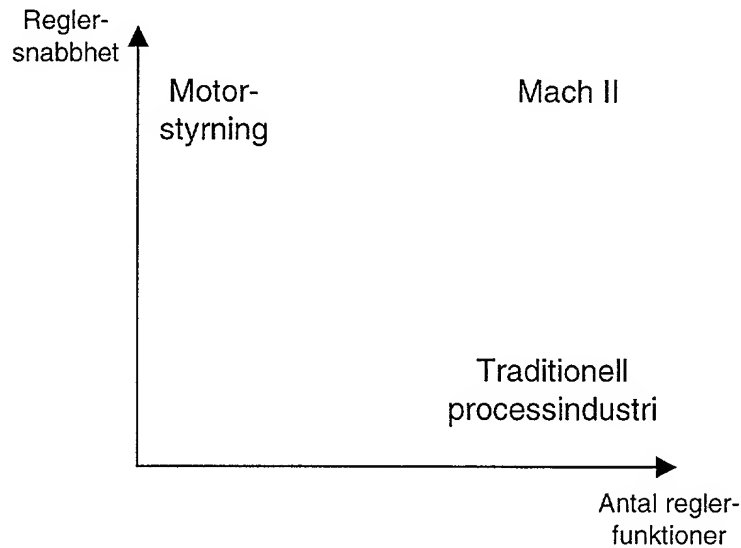 Regler-
snabbhet
Motor-
styrning
Mach II
Traditionell
processindustri
Antal regler-
funktioner